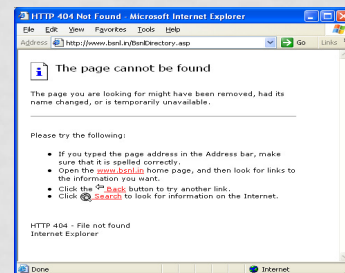 HTTP 404 Not Found - Microsoft Internet Explorer
File Edit View Favorites Tools Help
Address http://www.bsnl.in/BsnlDirectory.asp Go Links
The page cannot be found
The page you are looking for might have been removed, had its
name changed, or is temporarily unavailable.
Please try the following:
If you typed the page address in the Address bar, make
sure that it is spelled correctly.
Open the www.bsnl.in home page, and then look for links to
the information you want.
Click the Back button to try another link.
Click Search to look for information on the Internet.
HTTP 404 - File not found
Internet Explorer
Done Internet